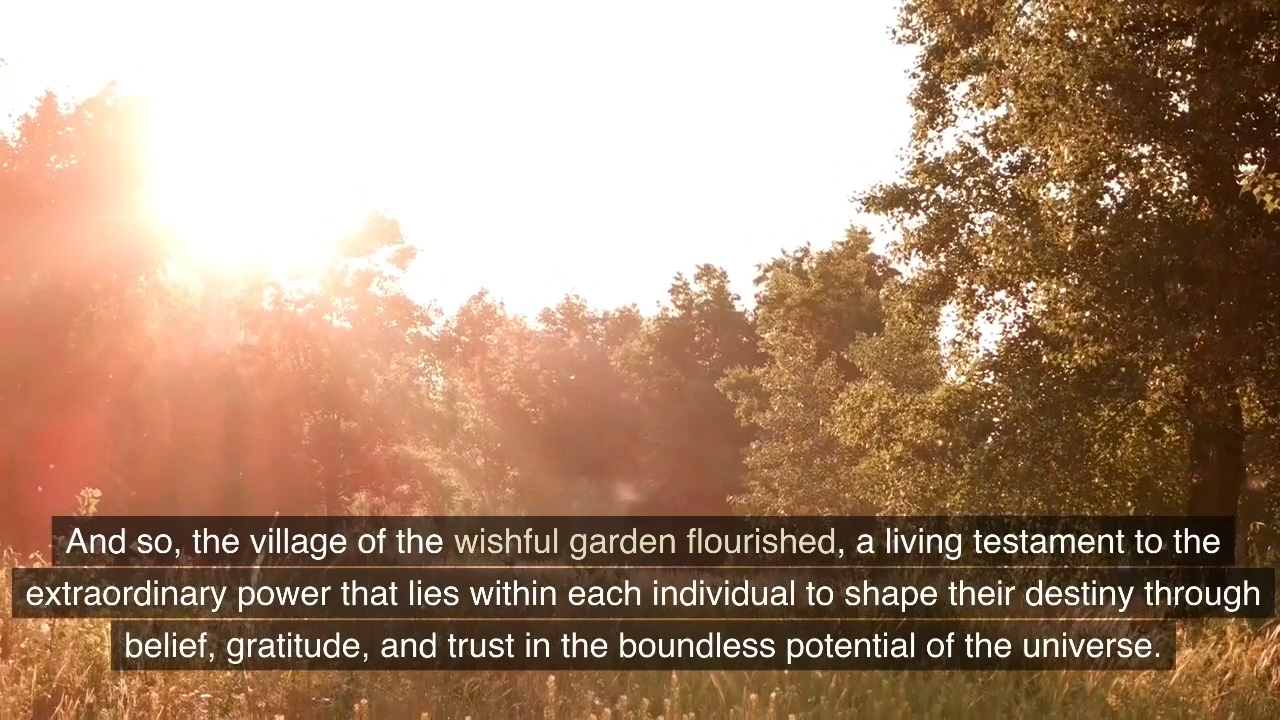 And so, the village of the wishful garden flourished, a living testament to the
extraordinary power that lies within each individual to shape their destiny through
belief, gratitude, and trust in the boundless potential of the universe.